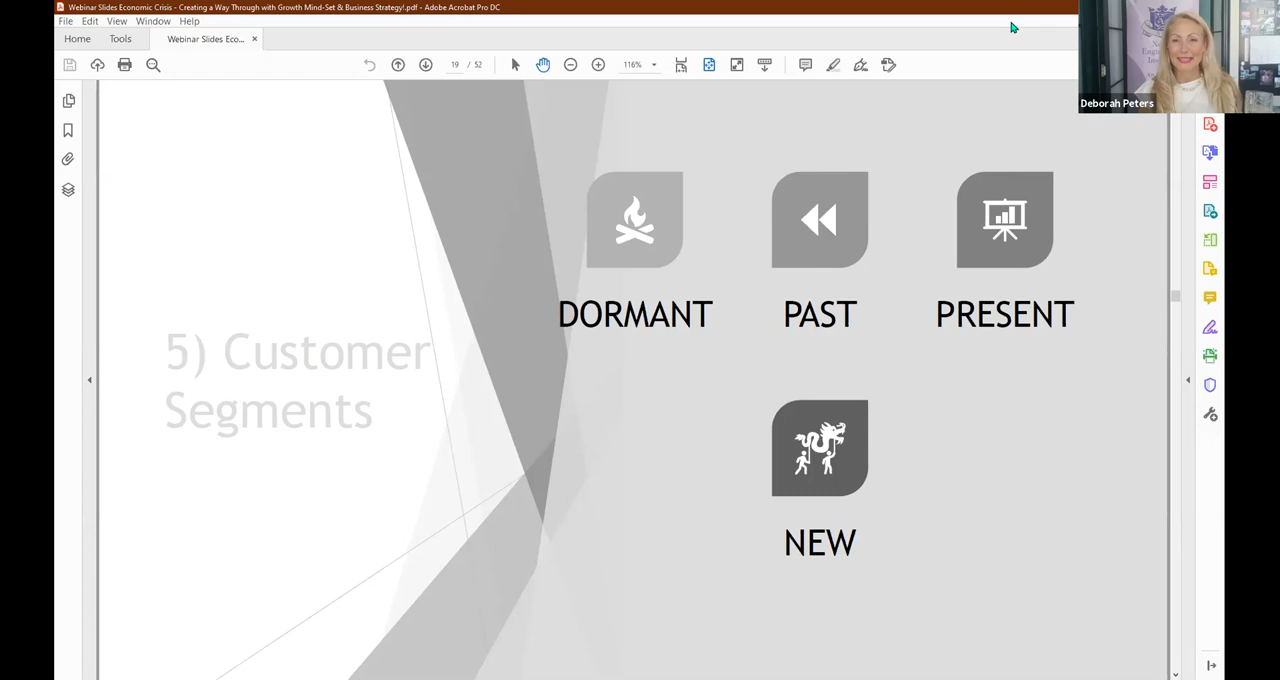 Webinar Slides Economic Crisis - Creating a Way Through with Growth Mind-Set & Business Strategy!.pdf - Adobe Acrobat Pro DC
File Edit View Window Help
Home Tools Webinar Slides Eco... ×
19 / 52 116%
Deborah Peters
5) Customer
Segments
DORMANT PAST PRESENT
NEW